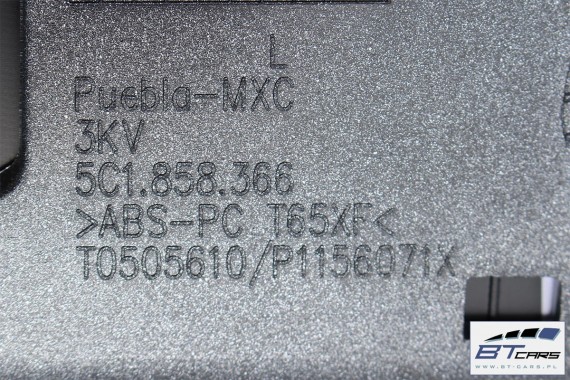 L
Puebla-MXC
3KV
5C1.858.366
>ABS-PC T65XF<
T0505610/P1156071X
BT CARS
WWW.BT-CARS.PL